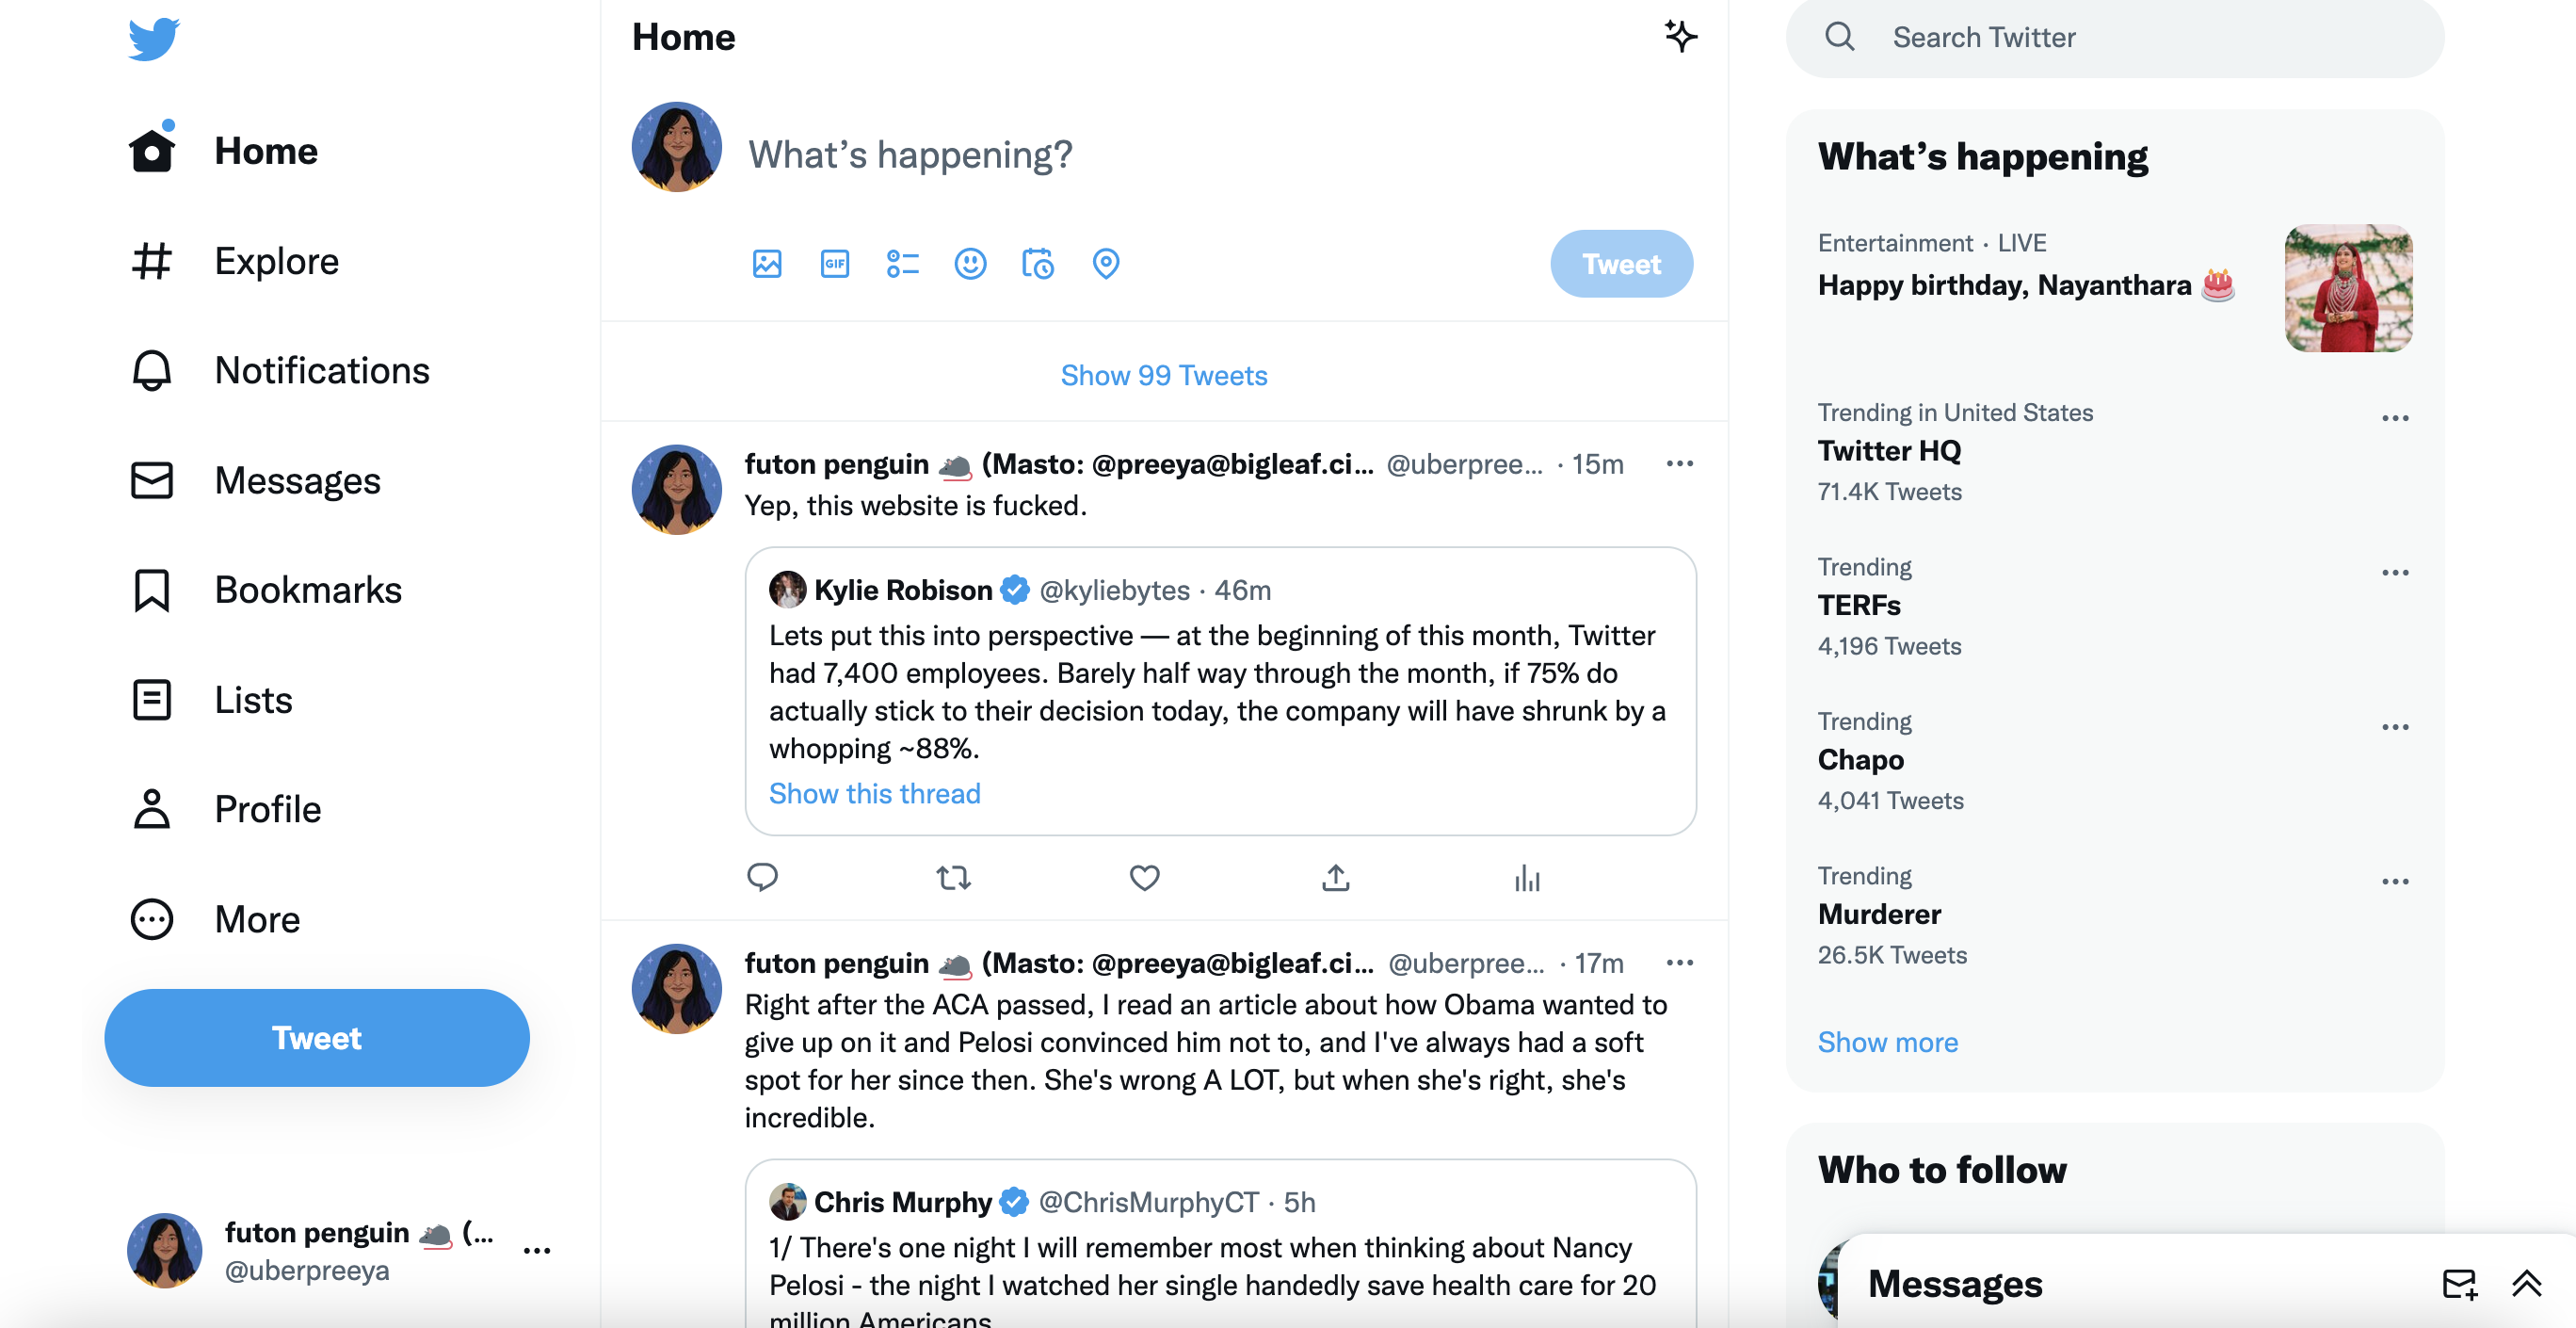 Home
Explore
Notifications
Messages
Bookmarks
Lists
Profile
More
Tweet
futon penguin 🐀 (...
@uberpreeya
Home
What's happening?
GIF
Tweet
Show 99 Tweets
futon penguin 🐀 (Masto: @preeya@bigleaf.ci... @uberpree... · 15m
Yep, this website is fucked.
Kylie Robison @kyliebytes · 46m
Lets put this into perspective — at the beginning of this month, Twitter
had 7,400 employees. Barely half way through the month, if 75% do
actually stick to their decision today, the company will have shrunk by a
whopping ~88%.
Show this thread
futon penguin 🐀 (Masto: @preeya@bigleaf.ci... @uberpree... · 17m
Right after the ACA passed, I read an article about how Obama wanted to
give up on it and Pelosi convinced him not to, and I've always had a soft
spot for her since then. She's wrong A LOT, but when she's right, she's
incredible.
Chris Murphy @ChrisMurphyCT · 5h
1/ There's one night I will remember most when thinking about Nancy
Pelosi - the night I watched her single handedly save health care for 20
million Americans
Search Twitter
What's happening
Entertainment · LIVE
Happy birthday, Nayanthara 🎂
Trending in United States
Twitter HQ
71.4K Tweets
Trending
TERFs
4,196 Tweets
Trending
Chapo
4,041 Tweets
Trending
Murderer
26.5K Tweets
Show more
Who to follow
Messages